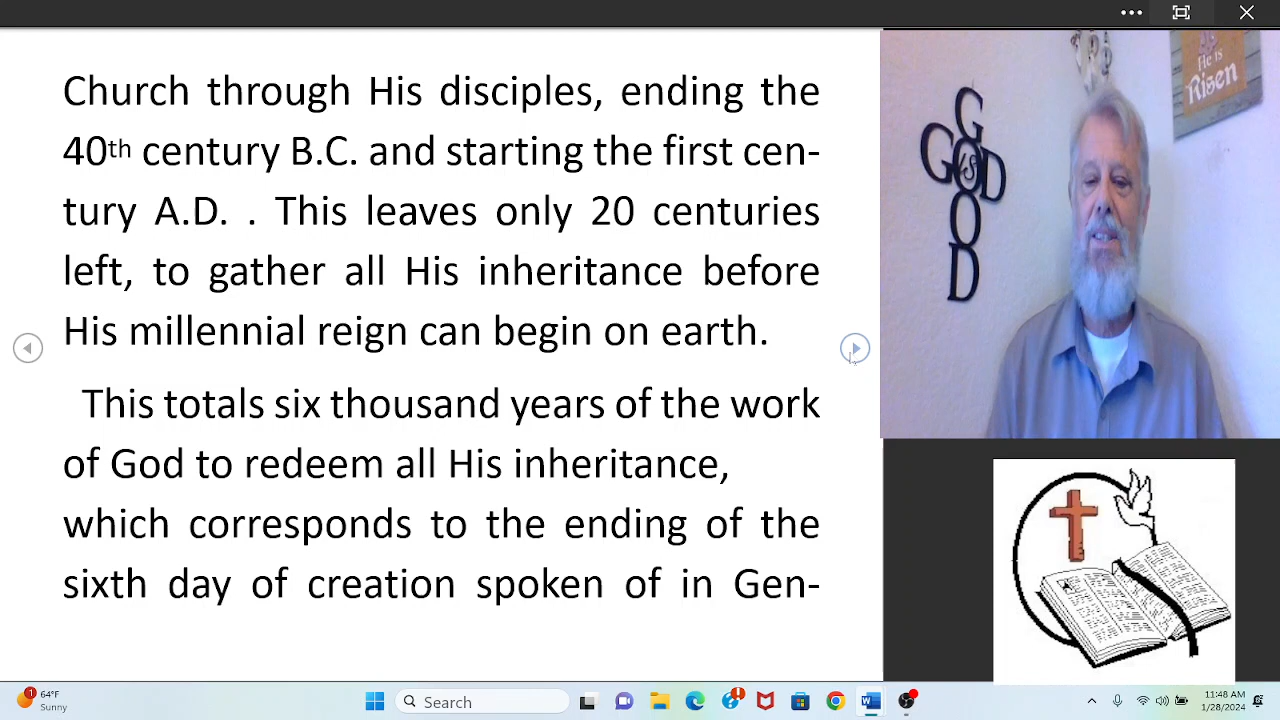 Church through His disciples, ending the
40th century B.C. and starting the first cen-
tury A.D. . This leaves only 20 centuries
left, to gather all His inheritance before
His millennial reign can begin on earth.
This totals six thousand years of the work
of God to redeem all His inheritance,
which corresponds to the ending of the
sixth day of creation spoken of in Gen-
GOD
IS
GOOD
He is
Risen
1
64°F
Sunny
Search
11:48 AM
1/28/2024